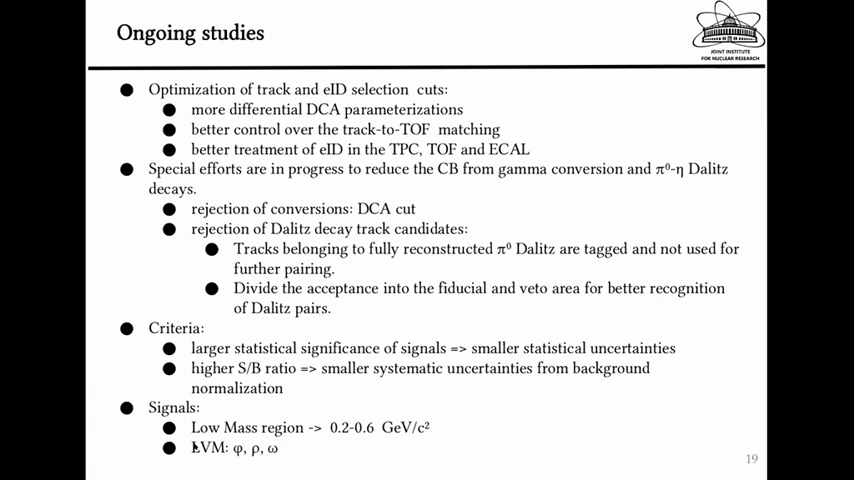 Ongoing studies
JOINT INSTITUTE
FOR NUCLEAR RESEARCH
● Optimization of track and eID selection cuts:
● more differential DCA parameterizations
● better control over the track-to-TOF matching
● better treatment of eID in the TPC, TOF and ECAL
● Special efforts are in progress to reduce the CB from gamma conversion and π⁰-η Dalitz
decays.
● rejection of conversions: DCA cut
● rejection of Dalitz decay track candidates:
● Tracks belonging to fully reconstructed π⁰ Dalitz are tagged and not used for
further pairing.
● Divide the acceptance into the fiducial and veto area for better recognition
of Dalitz pairs.
● Criteria:
● larger statistical significance of signals => smaller statistical uncertainties
● higher S/B ratio => smaller systematic uncertainties from background
normalization
● Signals:
● Low Mass region -> 0.2-0.6 GeV/c²
● LVM: φ, ρ, ω
19